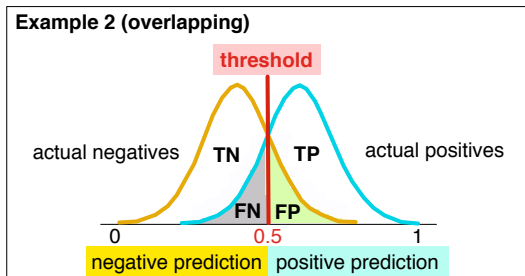 Example 2 (overlapping)
threshold
actual negatives
TN
TP
actual positives
FN
FP
0
0.5
1
negative prediction
positive prediction